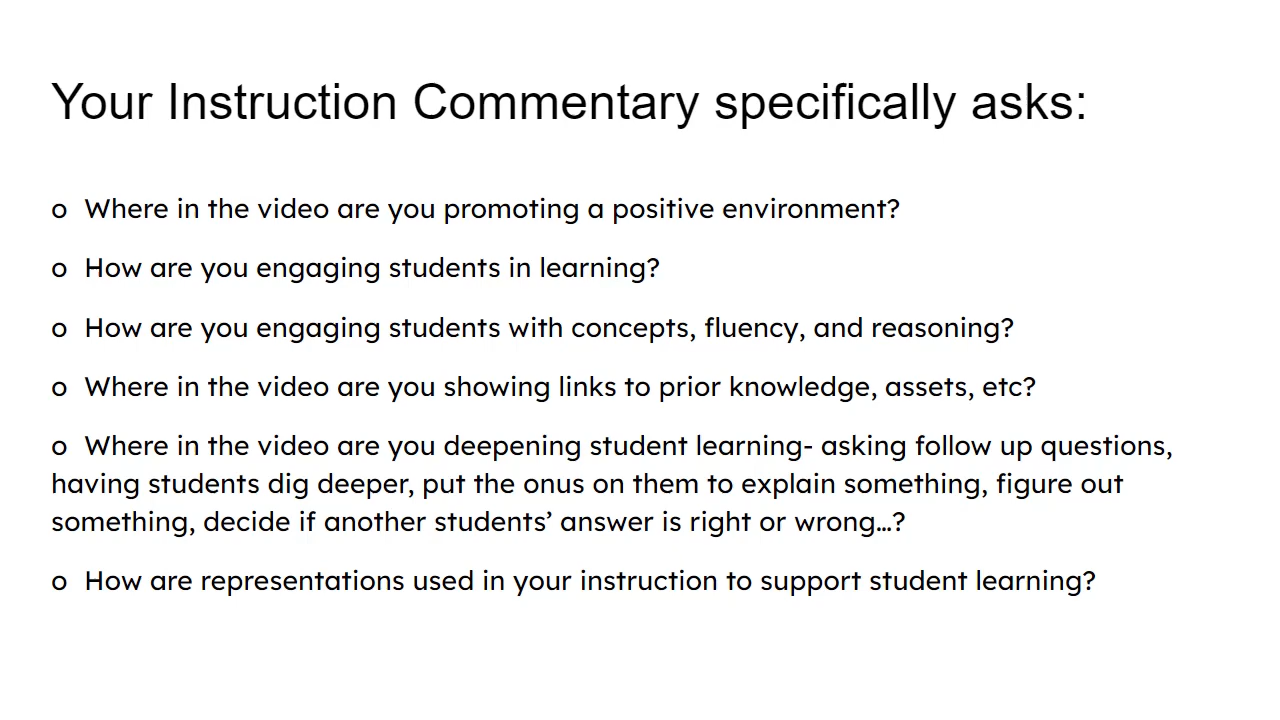 Your Instruction Commentary specifically asks:
o Where in the video are you promoting a positive environment?
o How are you engaging students in learning?
o How are you engaging students with concepts, fluency, and reasoning?
o Where in the video are you showing links to prior knowledge, assets, etc?
o Where in the video are you deepening student learning- asking follow up questions,
having students dig deeper, put the onus on them to explain something, figure out
something, decide if another students’ answer is right or wrong…?
o How are representations used in your instruction to support student learning?